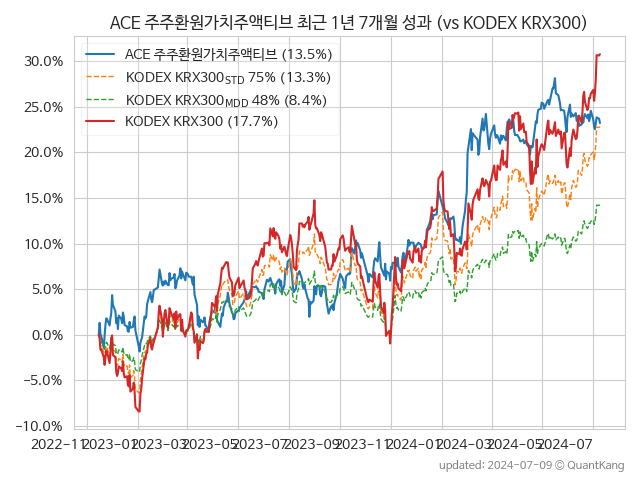 ACE 주주환원가치주액티브 최근 1년 7개월 성과 (vs KODEX KRX300)
ACE 주주환원가치주액티브 (13.5%)
KODEX KRX300STD 75% (13.3%)
KODEX KRX300MDD 48% (8.4%)
KODEX KRX300 (17.7%)
30.0%
25.0%
20.0%
15.0%
10.0%
5.0%
0.0%
−5.0%
−10.0%
2022-11 2023-01 2023-03 2023-05 2023-07 2023-09 2023-11 2024-01 2024-03 2024-05 2024-07
updated: 2024-07-09 © QuantKang